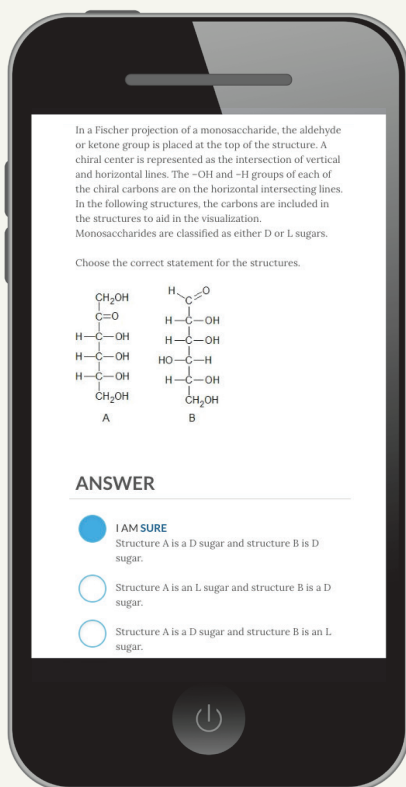 In a Fischer projection of a monosaccharide, the aldehyde
or ketone group is placed at the top of the structure. A
chiral center is represented as the intersection of vertical
and horizontal lines. The –OH and –H groups of each of
the chiral carbons are on the horizontal intersecting lines.
In the following structures, the carbons are included in
the structures to aid in the visualization.
Monosaccharides are classified as either D or L sugars.
Choose the correct statement for the structures.
CH2OH
C=O
H–C–OH
H–C–OH
H–C–OH
CH2OH
A
H O
C
H–C–OH
H–C–OH
HO–C–H
H–C–OH
CH2OH
B
ANSWER
I AM SURE
Structure A is a D sugar and structure B is D
sugar.
Structure A is an L sugar and structure B is a D
sugar.
Structure A is a D sugar and structure B is an L
sugar.